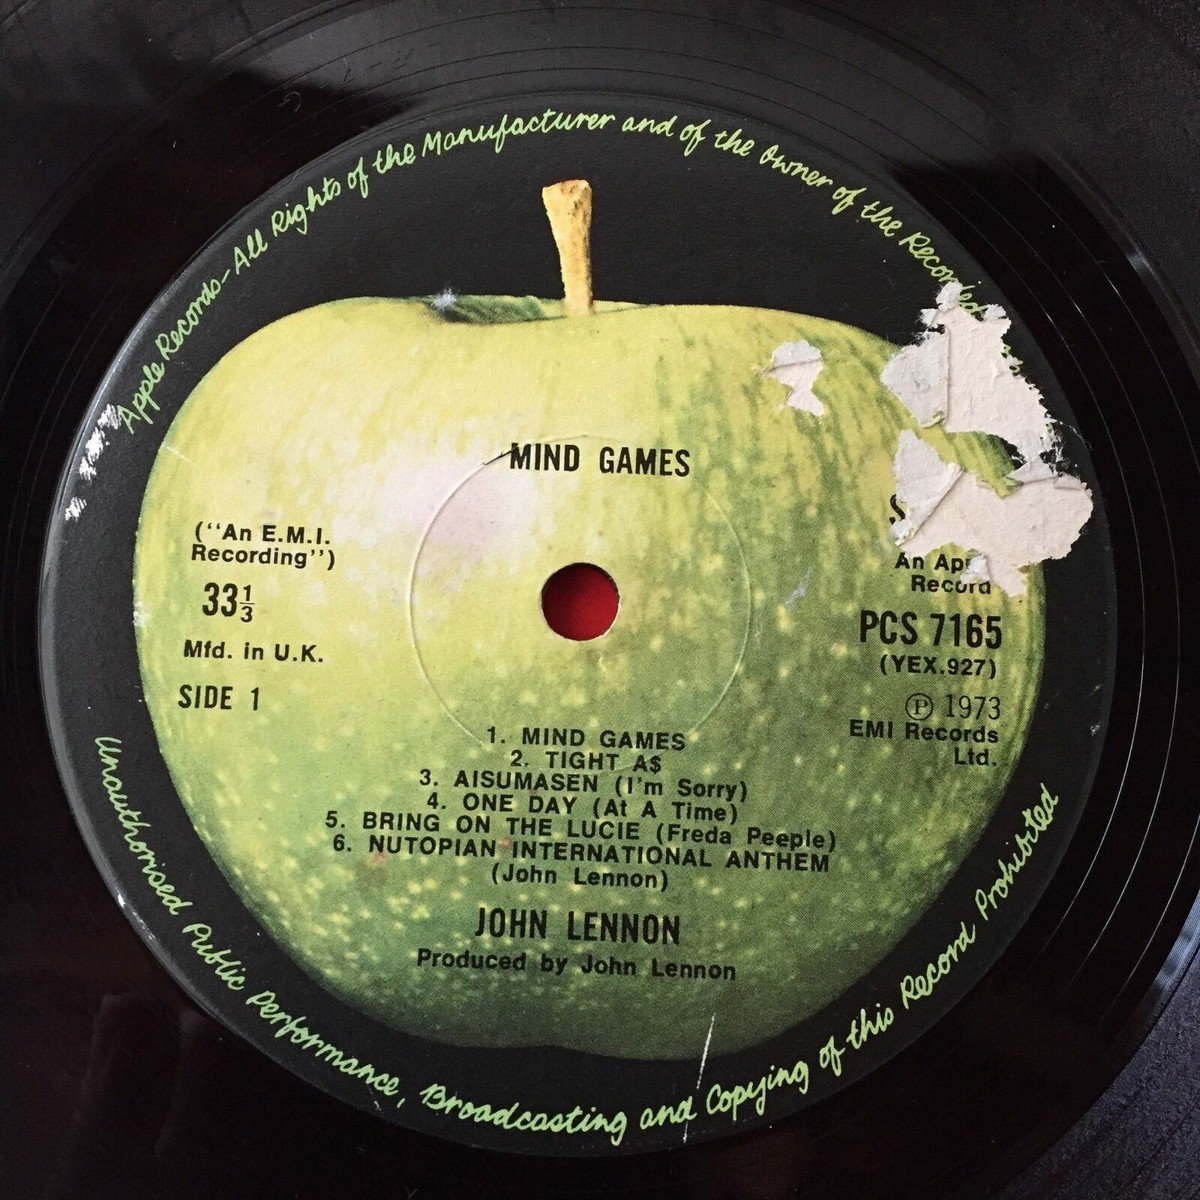 Apple Records-All Rights of the Manufacturer and of the Owner of the Recorded
MIND GAMES
("An E.M.I.
Recording")
33⅓
Mfd. in U.K.
SIDE 1
An
Record
PCS 7165
(YEX.927)
℗ 1973
EMI Records
Ltd.
1. MIND GAMES
2. TIGHT A$
3. AISUMASEN (I'm Sorry)
4. ONE DAY (At A Time)
5. BRING ON THE LUCIE (Freda Peeple)
6. NUTOPIAN INTERNATIONAL ANTHEM
(John Lennon)
JOHN LENNON
Produced by John Lennon
Unauthorised Public Performance, Broadcasting and Copying of this Record Prohibited